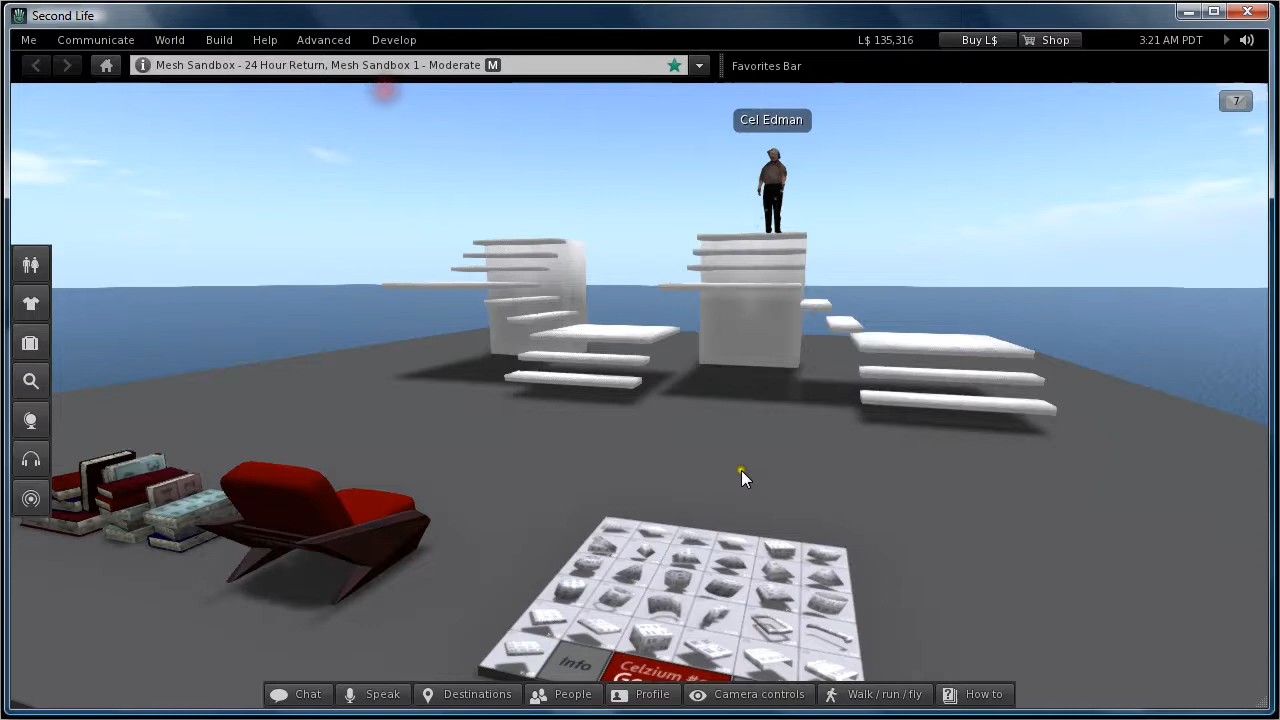 Second Life
Me Communicate World Build Help Advanced Develop L$ 135,316 Buy L$ Shop 3:21 AM PDT
Mesh Sandbox - 24 Hour Return, Mesh Sandbox 1 - Moderate M Favorites Bar
7
Cel Edman
Info
Celzium
Chat Speak Destinations People Profile Camera controls Walk / run / fly How to